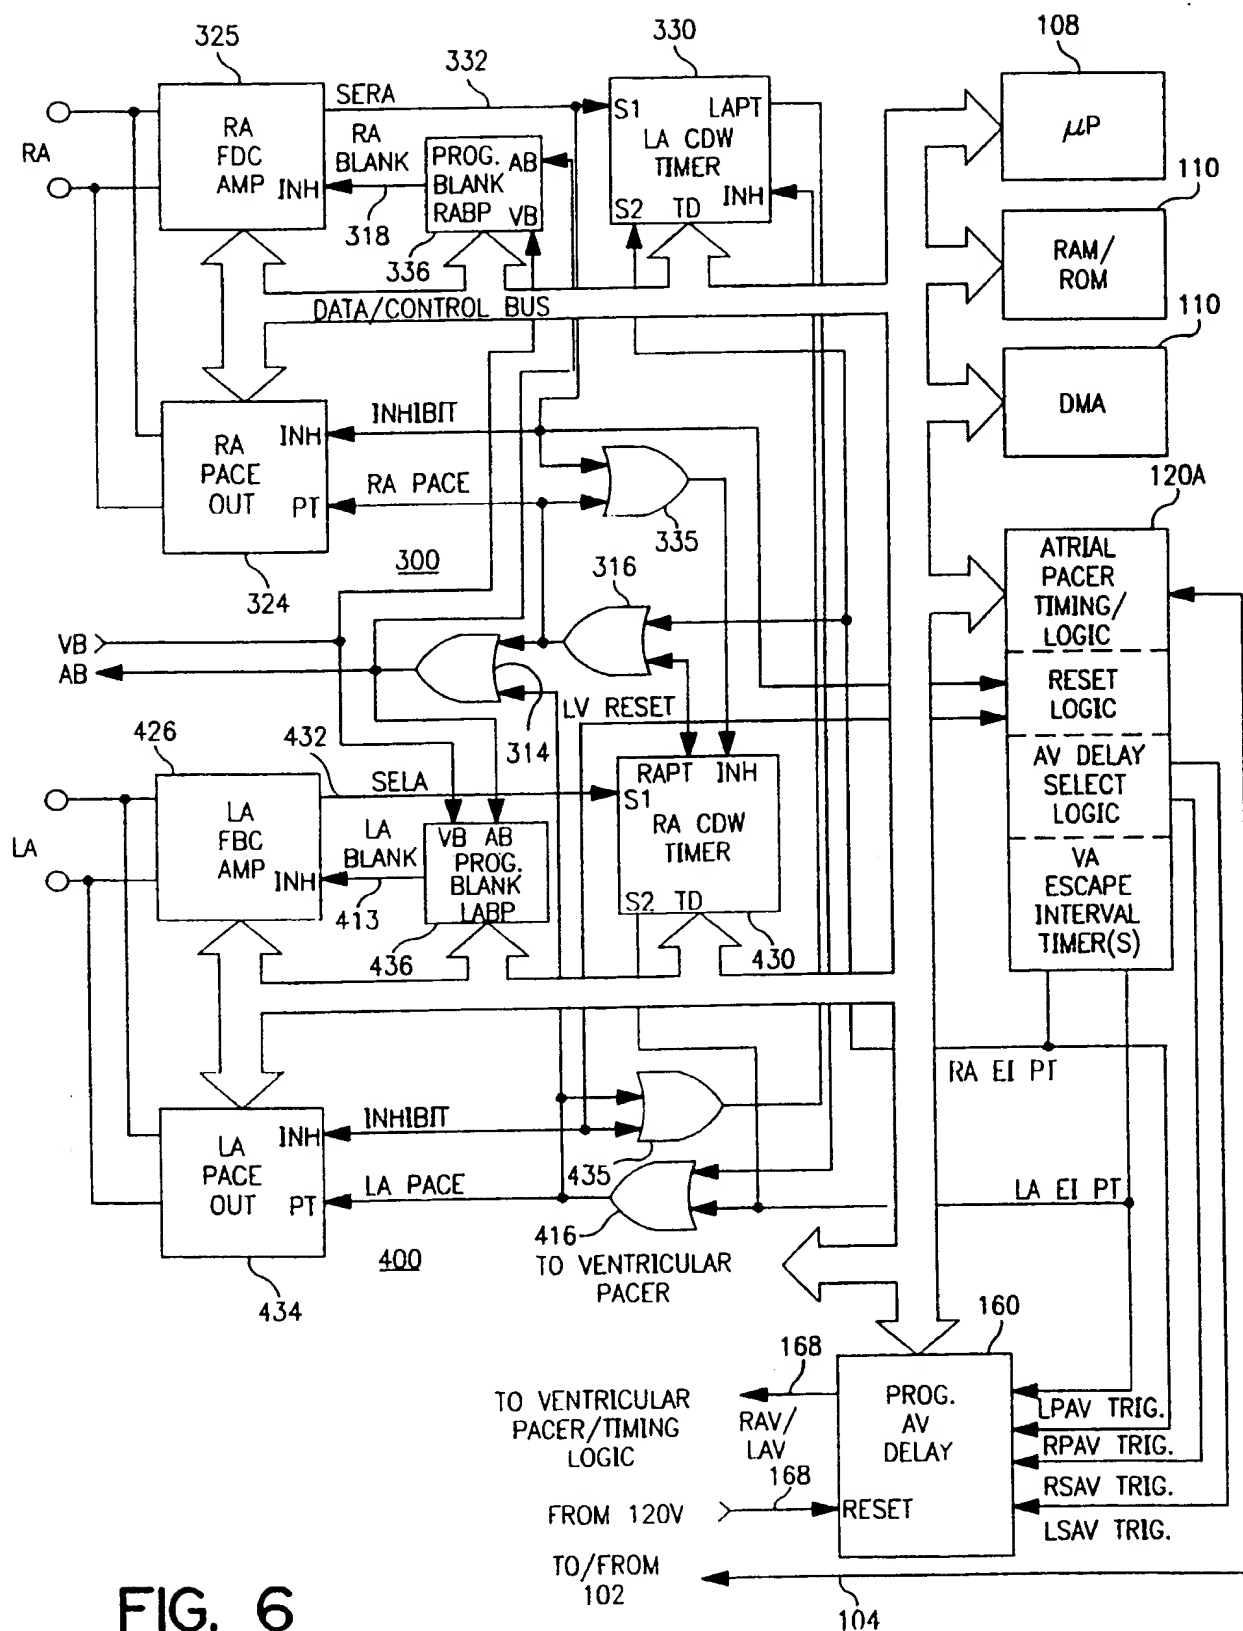 325
332
330
108
SERA
S1
LAPT
LA CDW
TIMER
INH
S2
TD
RA
RA
FDC
AMP
INH
RA
BLANK
318
PROG.
BLANK
RABP
AB
VB
336
μP
110
RAM/
ROM
110
DMA
DATA/CONTROL BUS
INHIBIT
RA
PACE
OUT
INH
PT
RA PACE
324
300
335
316
120A
ATRIAL
PACER
TIMING/
LOGIC
RESET
LOGIC
AV DELAY
SELECT
LOGIC
VA
ESCAPE
INTERVAL
TIMER(S)
VB
AB
314
LV RESET
426
432
SELA
LA
LA
FBC
AMP
INH
LA
BLANK
413
VB AB
PROG.
BLANK
LABP
436
RAPT INH
S1
RA CDW
TIMER
S2
TD
430
RA EI PT
LA EI PT
INHIBIT
LA
PACE
OUT
INH
PT
LA PACE
434
400
435
416
TO VENTRICULAR
PACER
160
168
TO VENTRICULAR
PACER/TIMING
LOGIC
RAV/
LAV
PROG.
AV
DELAY
LPAV TRIG.
RPAV TRIG.
RSAV TRIG.
LSAV TRIG.
168
FROM 120V
RESET
TO/FROM
102
104
FIG. 6